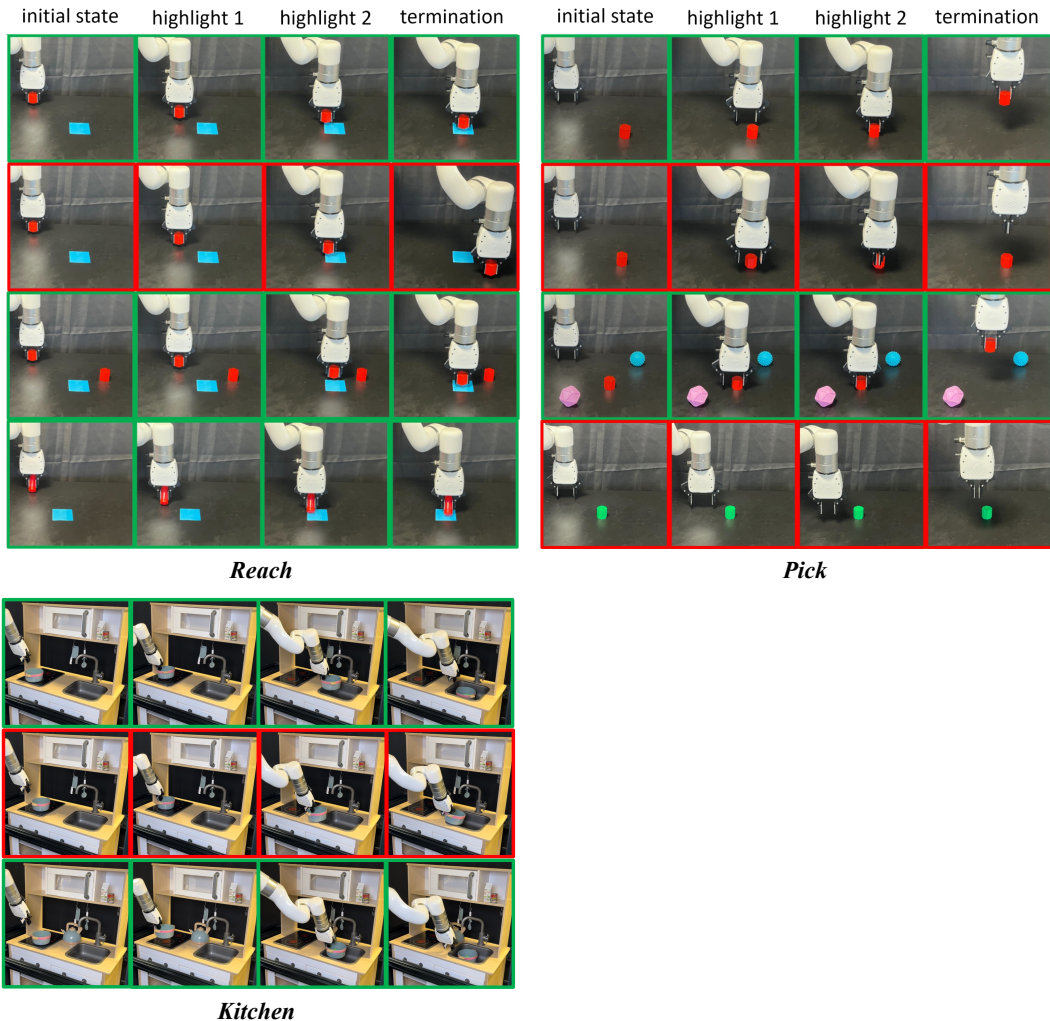 initial state highlight 1 highlight 2 termination
initial state highlight 1 highlight 2 termination
Reach
Pick
Kitchen